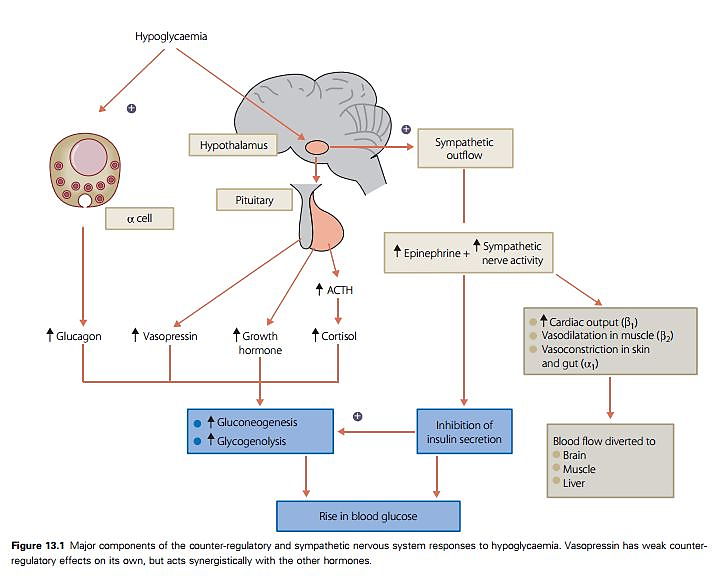 Hypoglycaemia
+
+
Hypothalamus
Sympathetic
outflow
Pituitary
α cell
↑ Epinephrine + ↑ Sympathetic
nerve activity
↑ ACTH
↑ Glucagon
↑ Vasopressin
↑ Growth
hormone
↑ Cortisol
↑ Cardiac output (β₁)
Vasodilatation in muscle (β₂)
Vasoconstriction in skin
and gut (α₁)
↑ Gluconeogenesis
↑ Glycogenolysis
+
Inhibition of
insulin secretion
Blood flow diverted to
Brain
Muscle
Liver
Rise in blood glucose
Figure 13.1 Major components of the counter-regulatory and sympathetic nervous system responses to hypoglycaemia. Vasopressin has weak counter-
regulatory effects on its own, but acts synergistically with the other hormones.